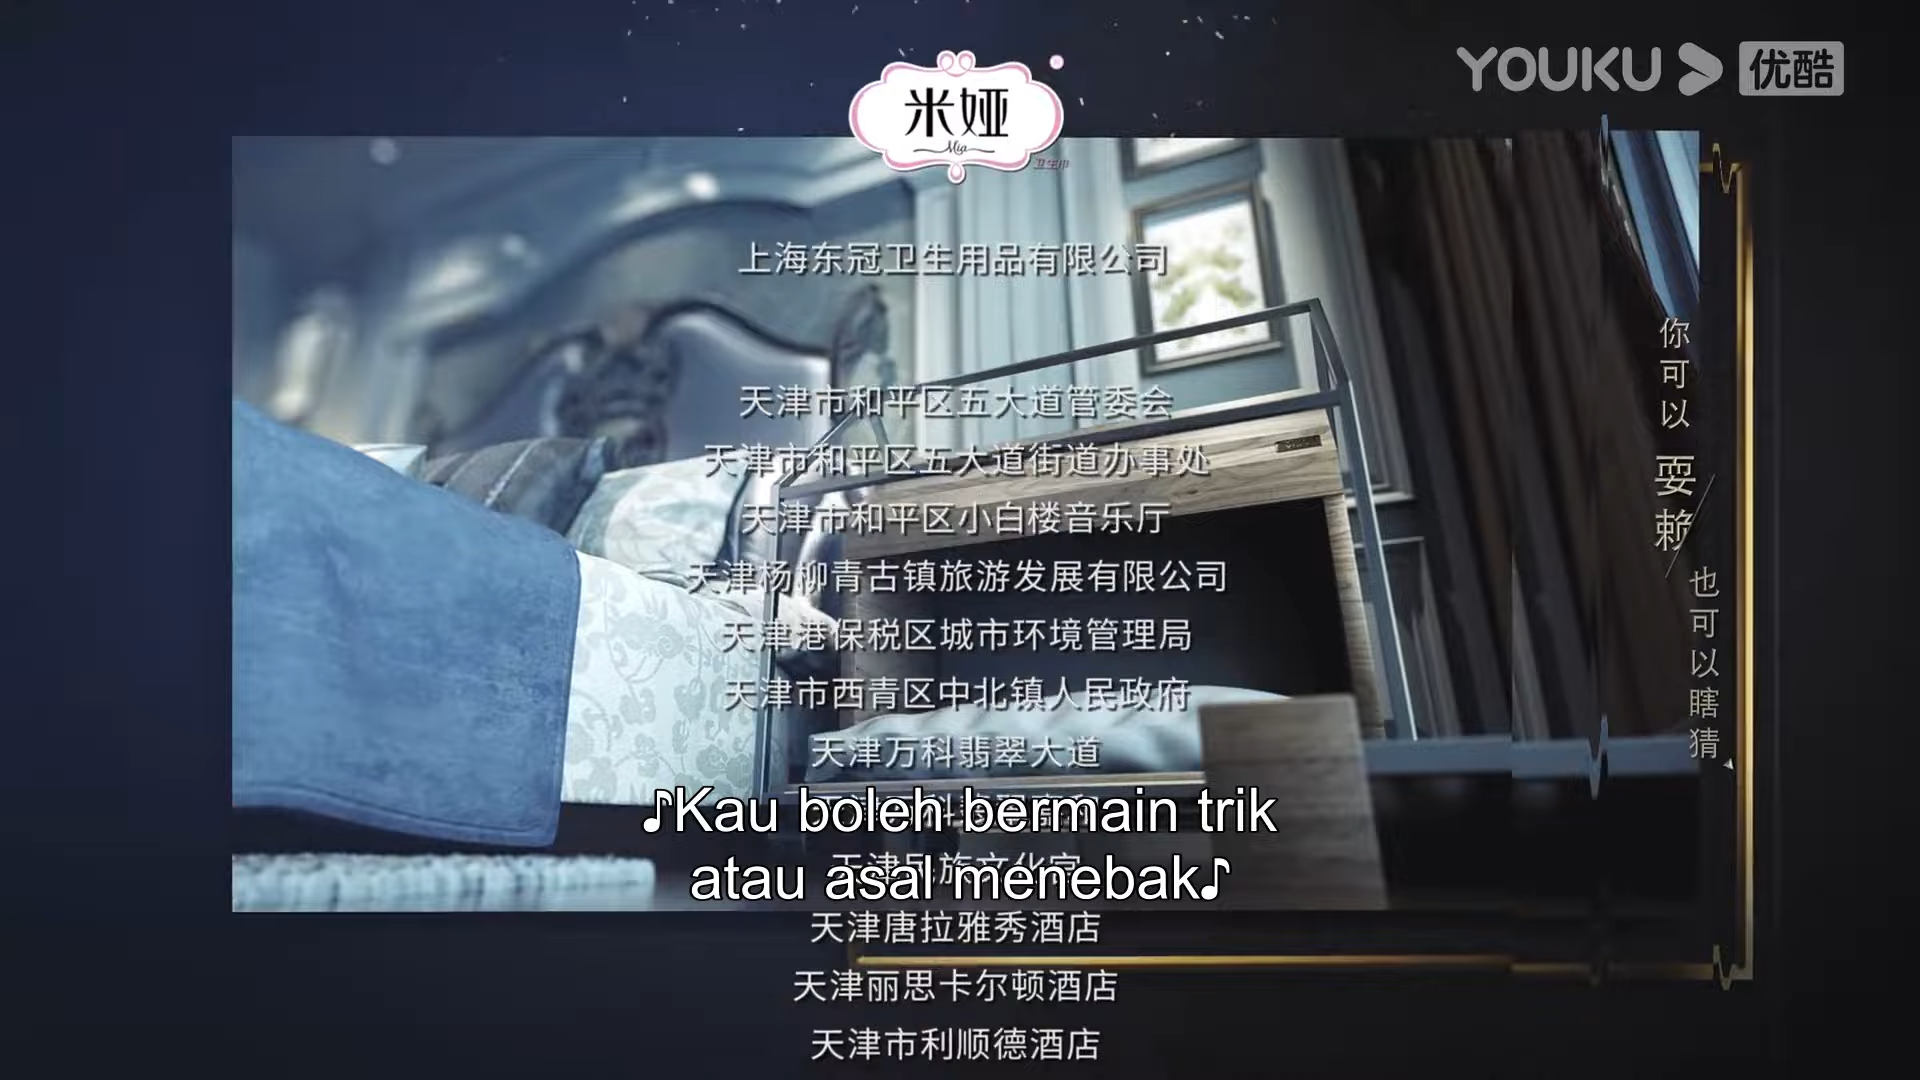 YOUKU 优酷
米娅
Mia
卫生巾
上海东冠卫生用品有限公司
天津市和平区五大道管委会
天津市和平区五大道街道办事处
天津市和平区小白楼音乐厅
天津杨柳青古镇旅游发展有限公司
天津港保税区城市环境管理局
天津市西青区中北镇人民政府
天津万科翡翠大道
♪Kau boleh bermain trik
atau asal menebak♪
天津唐拉雅秀酒店
天津丽思卡尔顿酒店
天津市利顺德酒店
你可以
耍赖
也可以瞎猜